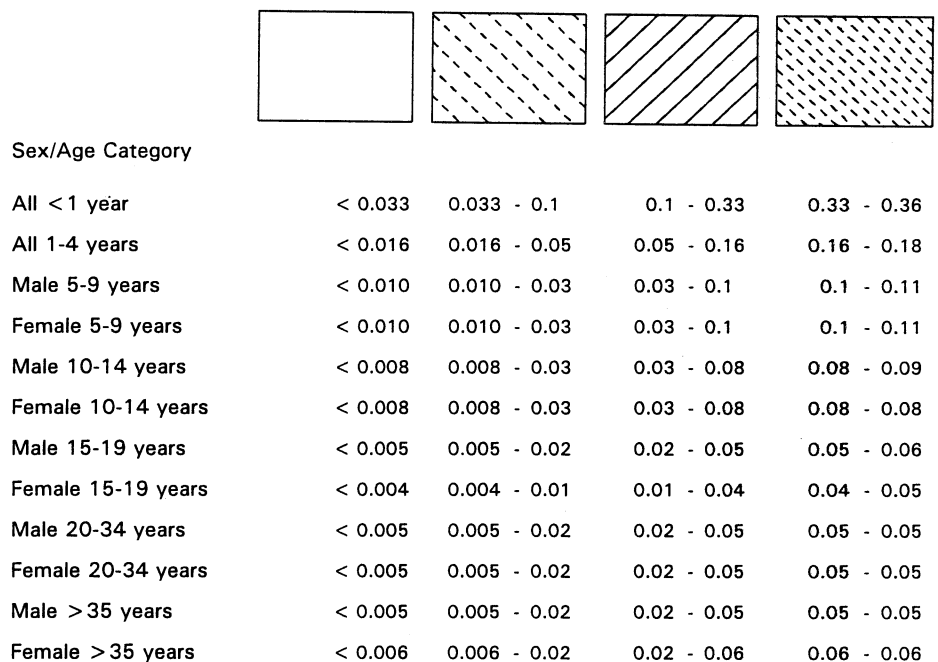 Sex/Age Category
All <1 year < 0.033 0.033 - 0.1 0.1 - 0.33 0.33 - 0.36
All 1-4 years < 0.016 0.016 - 0.05 0.05 - 0.16 0.16 - 0.18
Male 5-9 years < 0.010 0.010 - 0.03 0.03 - 0.1 0.1 - 0.11
Female 5-9 years < 0.010 0.010 - 0.03 0.03 - 0.1 0.1 - 0.11
Male 10-14 years < 0.008 0.008 - 0.03 0.03 - 0.08 0.08 - 0.09
Female 10-14 years < 0.008 0.008 - 0.03 0.03 - 0.08 0.08 - 0.08
Male 15-19 years < 0.005 0.005 - 0.02 0.02 - 0.05 0.05 - 0.06
Female 15-19 years < 0.004 0.004 - 0.01 0.01 - 0.04 0.04 - 0.05
Male 20-34 years < 0.005 0.005 - 0.02 0.02 - 0.05 0.05 - 0.05
Female 20-34 years < 0.005 0.005 - 0.02 0.02 - 0.05 0.05 - 0.05
Male >35 years < 0.005 0.005 - 0.02 0.02 - 0.05 0.05 - 0.05
Female >35 years < 0.006 0.006 - 0.02 0.02 - 0.06 0.06 - 0.06